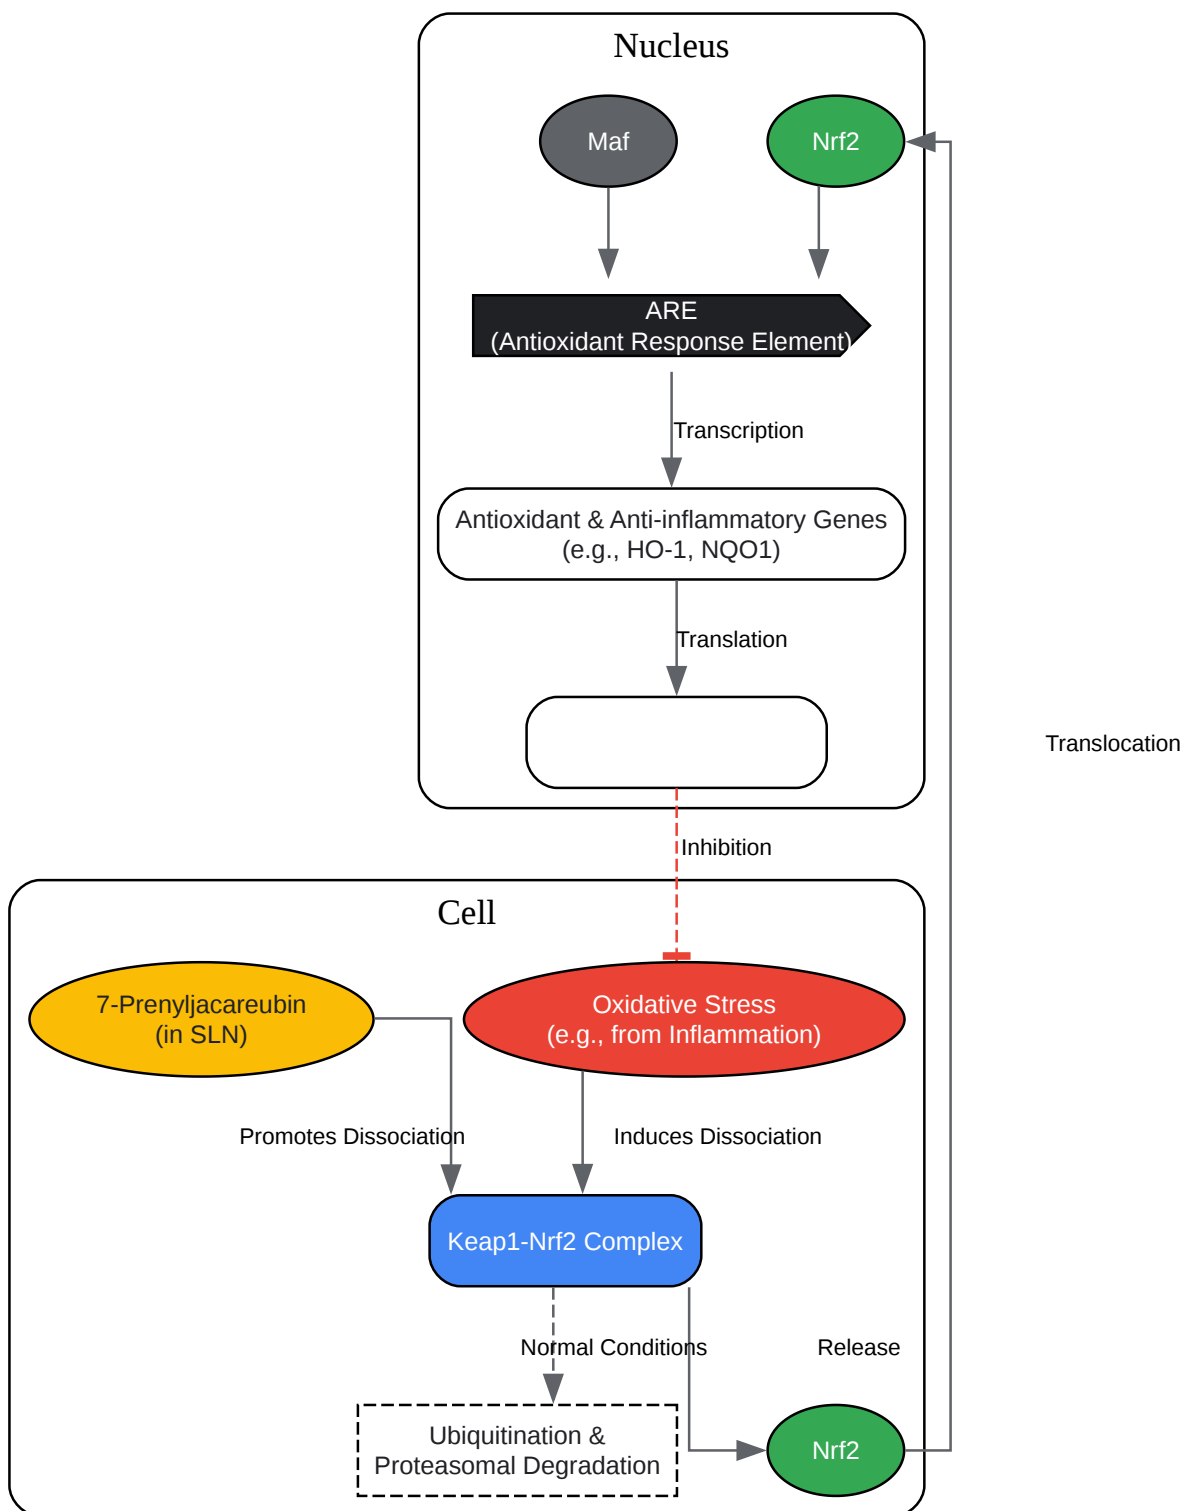 Nucleus
Maf
Nrf2
ARE
(Antioxidant Response Element)
Transcription
Antioxidant & Anti-inflammatory Genes
(e.g., HO-1, NQO1)
Translation
Translocation
Inhibition
Cell
7-Prenyljacareubin
(in SLN)
Oxidative Stress
(e.g., from Inflammation)
Promotes Dissociation
Induces Dissociation
Keap1-Nrf2 Complex
Normal Conditions
Release
Ubiquitination &
Proteasomal Degradation
Nrf2